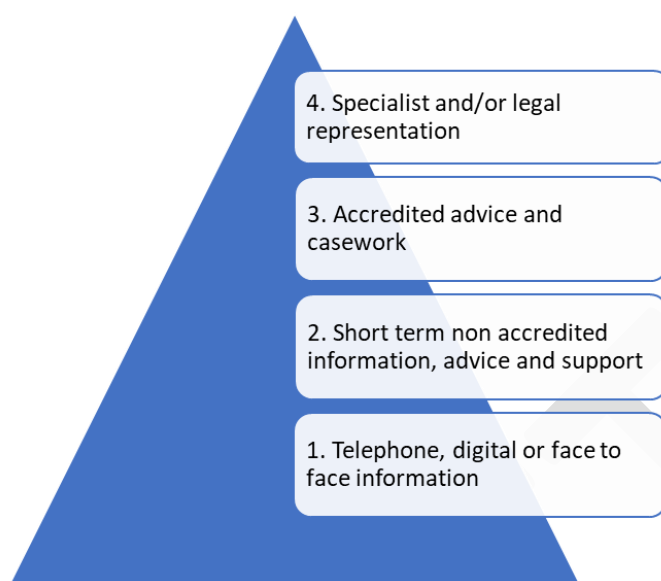 4. Specialist and/or legal
representation
3. Accredited advice and
casework
2. Short term non accredited
information, advice and support
1. Telephone, digital or face to
face information